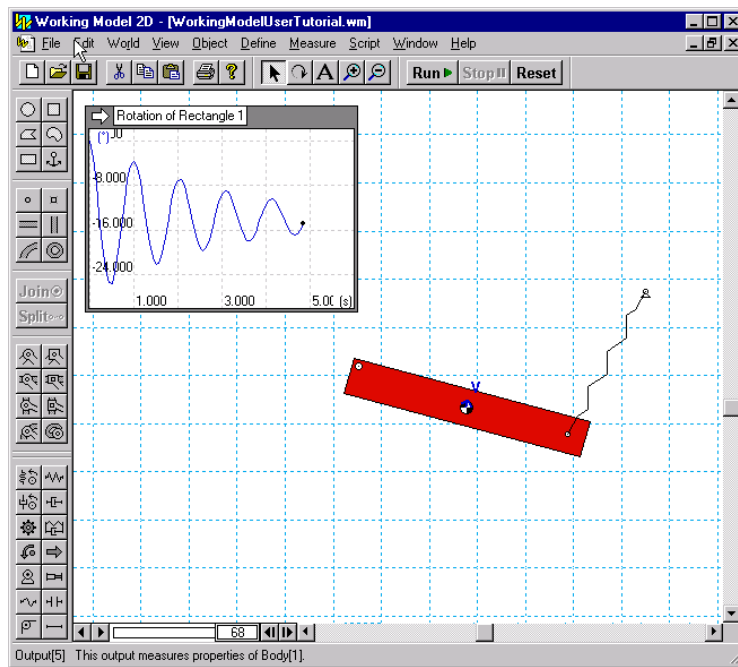 Working Model 2D - [WorkingModelUserTutorial.wm]
File Edit World View Object Define Measure Script Window Help
A ? Run Stop Reset
Rotation of Rectangle 1
(°)
-8.000
-16.000
-24.000
1.000 3.000 5.00 (s)
Join
Split
V
68
Output[5] This output measures properties of Body[1].